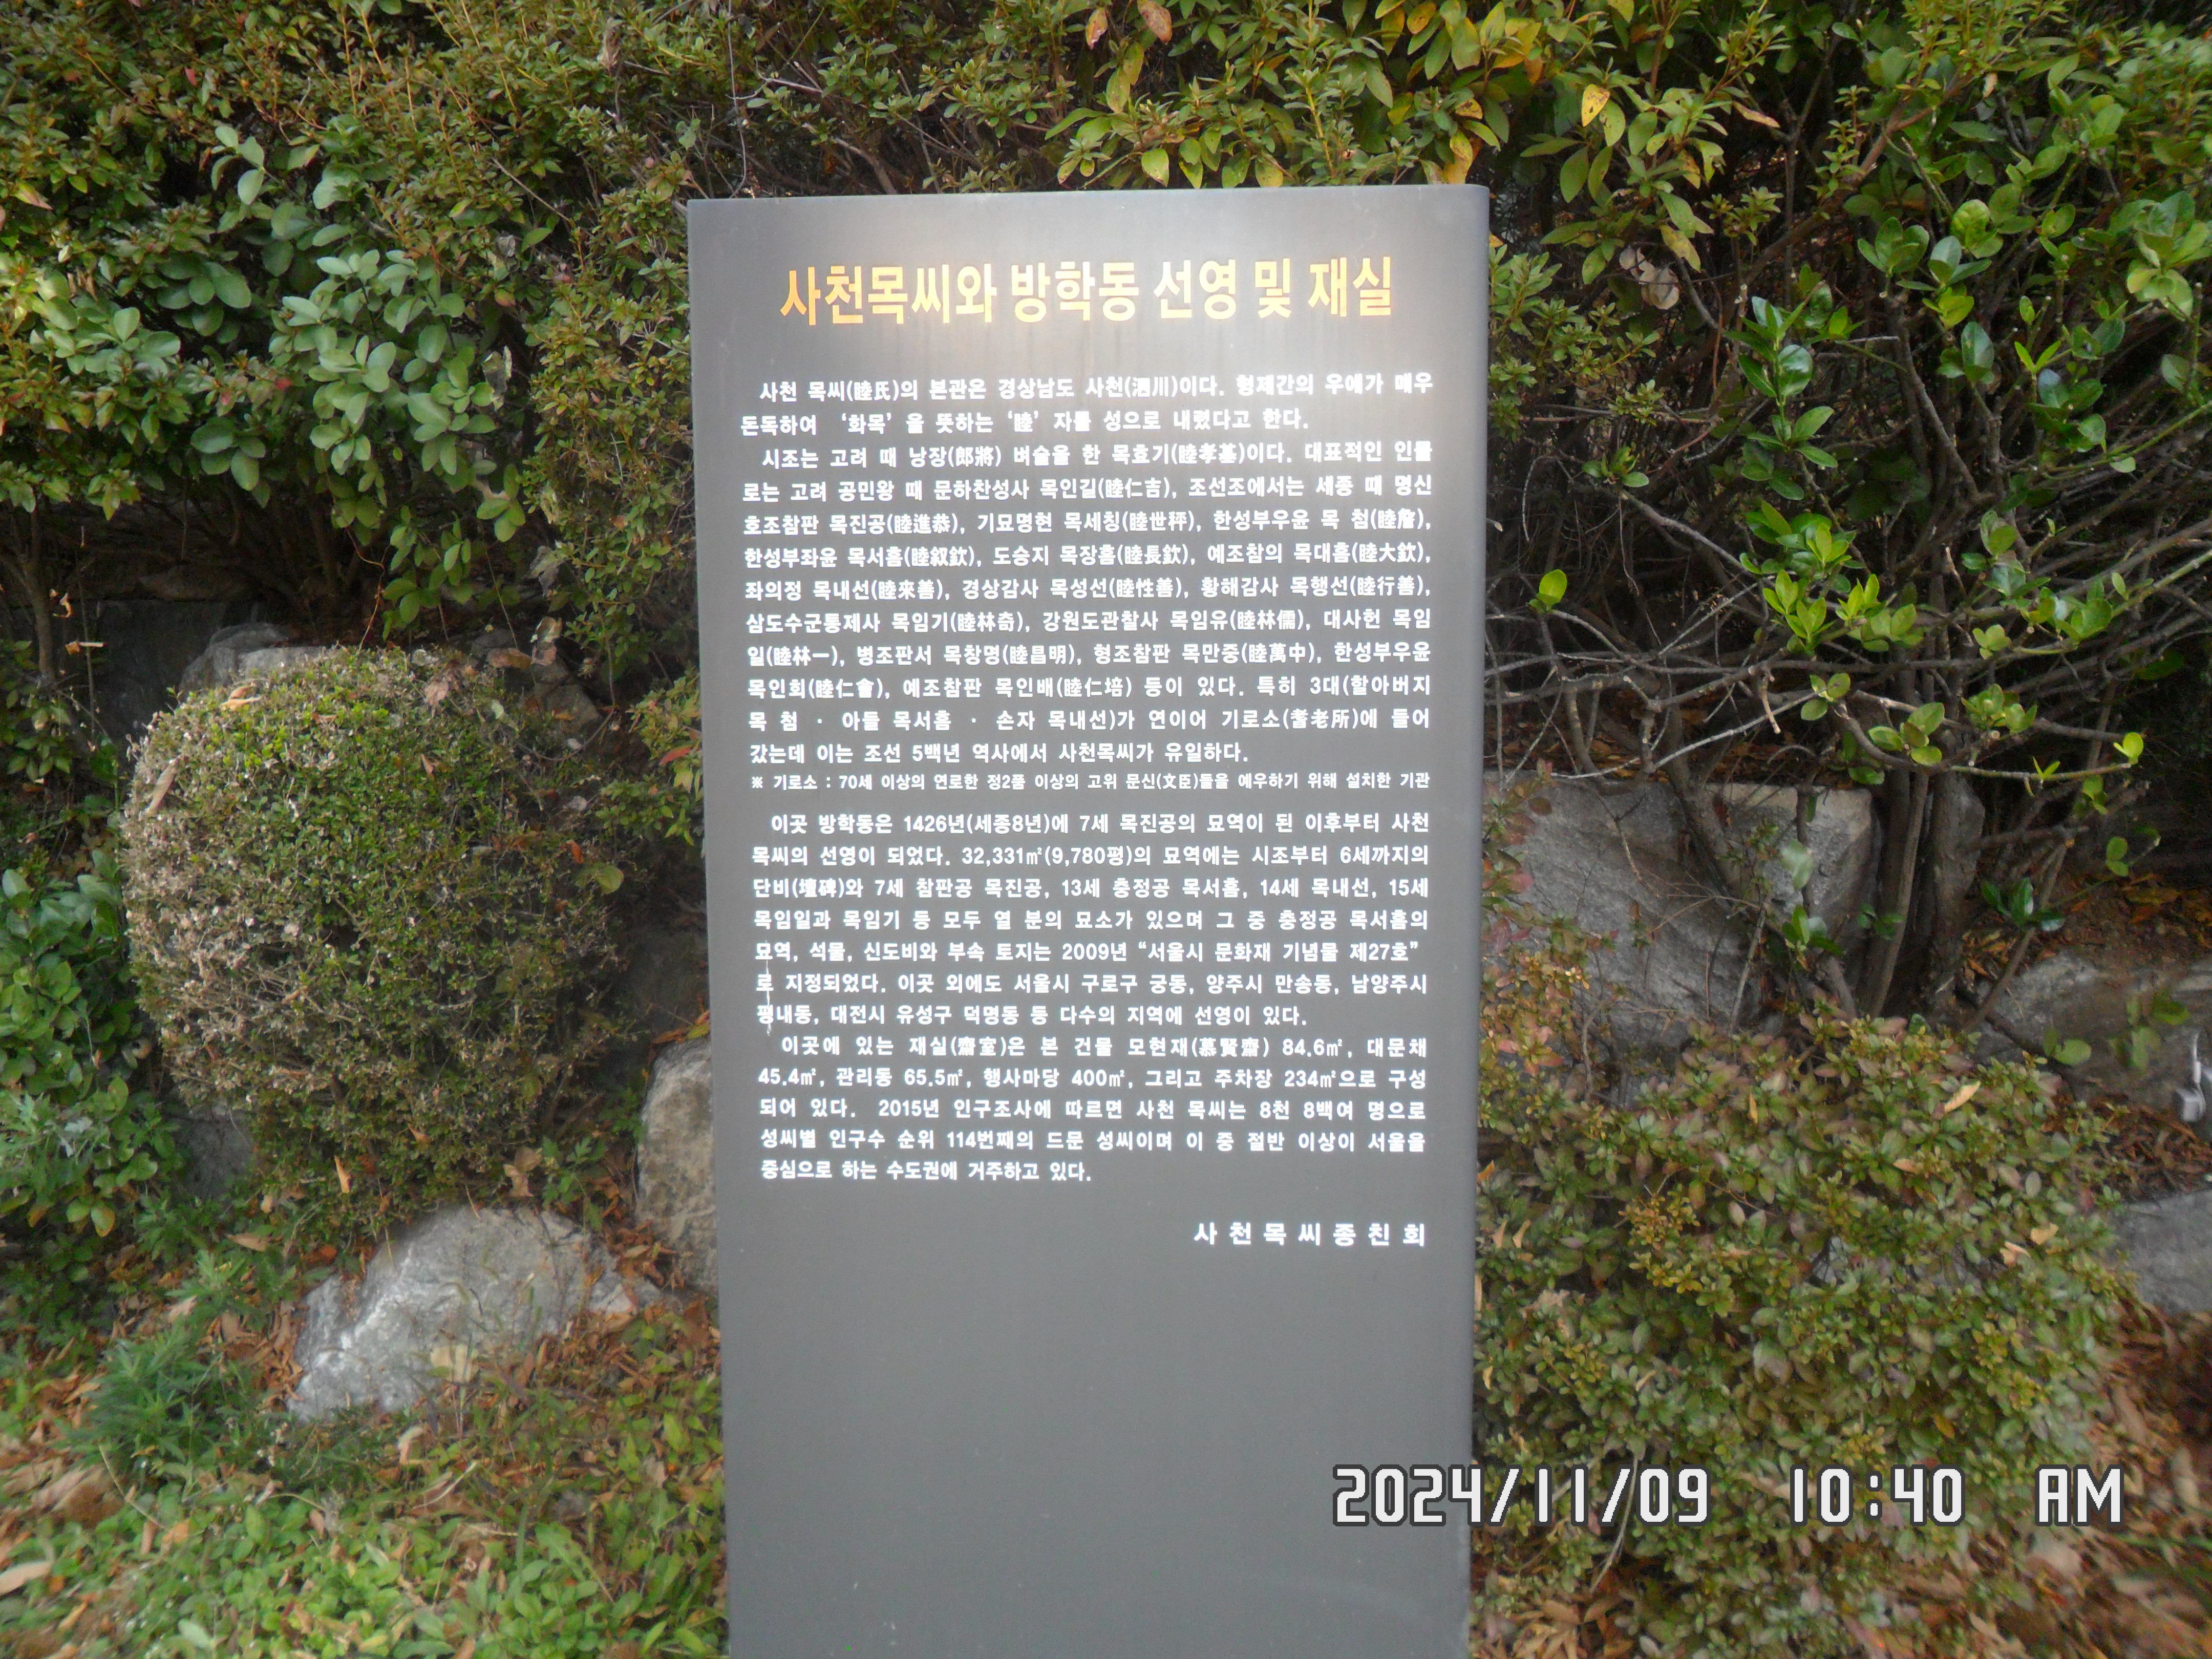 사천목씨와 방학동 선영 및 재실
사천 목씨(睦氏)의 본관은 경상남도 사천(泗川)이다. 형제간의 우애가 매우
돈독하여 ‘화목’을 뜻하는 ‘睦’자를 성으로 내렸다고 한다.
시조는 고려 때 낭장(郎將) 벼슬을 한 목효기(睦孝基)이다. 대표적인 인물
로는 고려 공민왕 때 문하찬성사 목인길(睦仁吉), 조선조에서는 세종 때 명신
호조참판 목진공(睦進恭), 기묘명현 목세칭(睦世秤), 한성부우윤 목 첨(睦詹),
한성부좌윤 목서흠(睦叙欽), 도승지 목장흠(睦長欽), 예조참의 목대흠(睦大欽),
좌의정 목내선(睦來善), 경상감사 목성선(睦性善), 황해감사 목행선(睦行善),
삼도수군통제사 목임기(睦林奇), 강원도관찰사 목임유(睦林儒), 대사헌 목임
일(睦林一), 병조판서 목창명(睦昌明), 형조참판 목만중(睦萬中), 한성부우윤
목인회(睦仁會), 예조참판 목인배(睦仁培) 등이 있다. 특히 3대(할아버지
목 첨 · 아들 목서흠 · 손자 목내선)가 연이어 기로소(耆老所)에 들어
갔는데 이는 조선 5백년 역사에서 사천목씨가 유일하다.
※ 기로소 : 70세 이상의 연로한 정2품 이상의 고위 문신(文臣)들을 예우하기 위해 설치한 기관
이곳 방학동은 1426년(세종8년)에 7세 목진공의 묘역이 된 이후부터 사천
목씨의 선영이 되었다. 32,331㎡(9,780평)의 묘역에는 시조부터 6세까지의
단비(壇碑)와 7세 참판공 목진공, 13세 충정공 목서흠, 14세 목내선, 15세
목임일과 목임기 등 모두 열 분의 묘소가 있으며 그 중 충정공 목서흠의
묘역, 석물, 신도비와 부속 토지는 2009년 “서울시 문화재 기념물 제27호”
로 지정되었다. 이곳 외에도 서울시 구로구 궁동, 양주시 만송동, 남양주시
평내동, 대전시 유성구 덕명동 등 다수의 지역에 선영이 있다.
이곳에 있는 재실(齋室)은 본 건물 모현재(慕賢齋) 84.6㎡, 대문채
45.4㎡, 관리동 65.5㎡, 행사마당 400㎡, 그리고 주차장 234㎡으로 구성
되어 있다. 2015년 인구조사에 따르면 사천 목씨는 8천 8백여 명으로
성씨별 인구수 순위 114번째의 드문 성씨이며 이 중 절반 이상이 서울을
중심으로 하는 수도권에 거주하고 있다.
사천목씨종친회
2024/11/09 10:40 AM